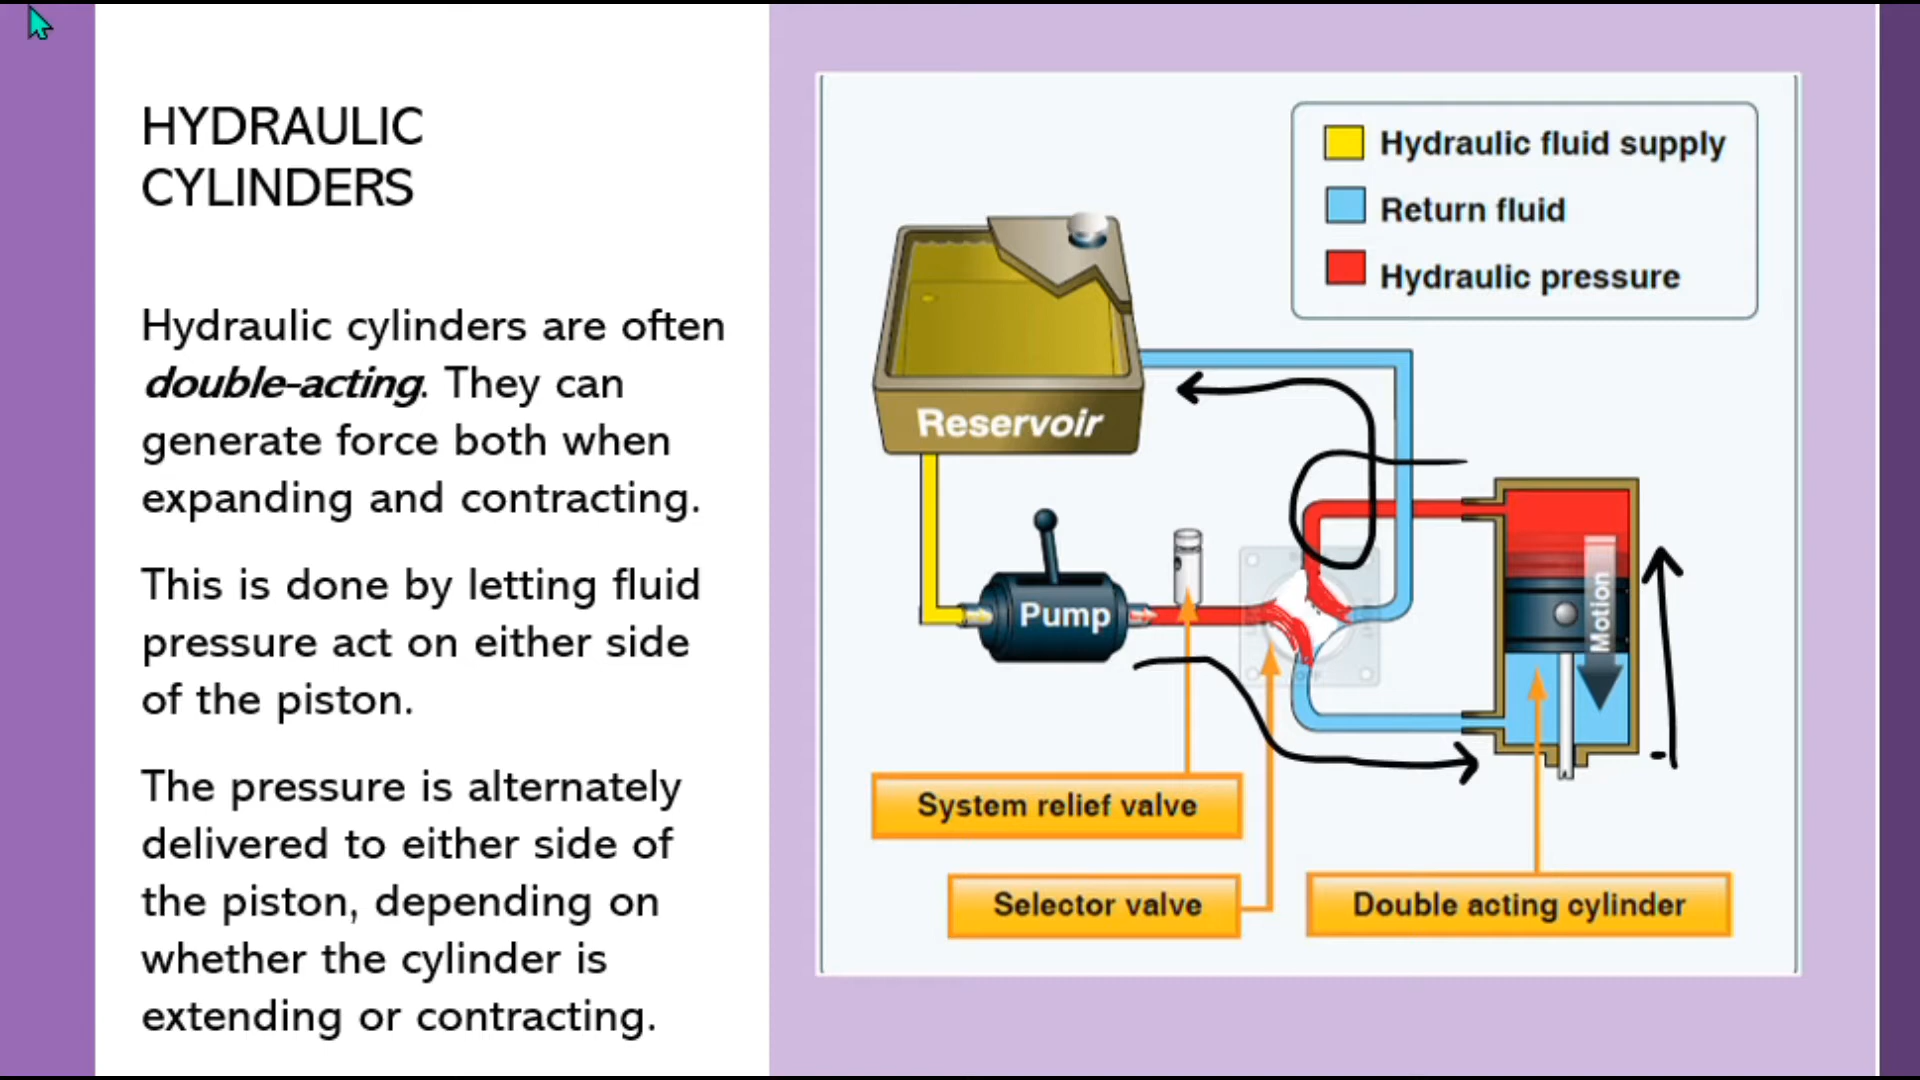 HYDRAULIC
CYLINDERS
Hydraulic cylinders are often
double-acting. They can
generate force both when
expanding and contracting.
This is done by letting fluid
pressure act on either side
of the piston.
The pressure is alternately
delivered to either side of
the piston, depending on
whether the cylinder is
extending or contracting.
Hydraulic fluid supply
Return fluid
Hydraulic pressure
Reservoir
Pump
Motion
System relief valve
Selector valve
Double acting cylinder